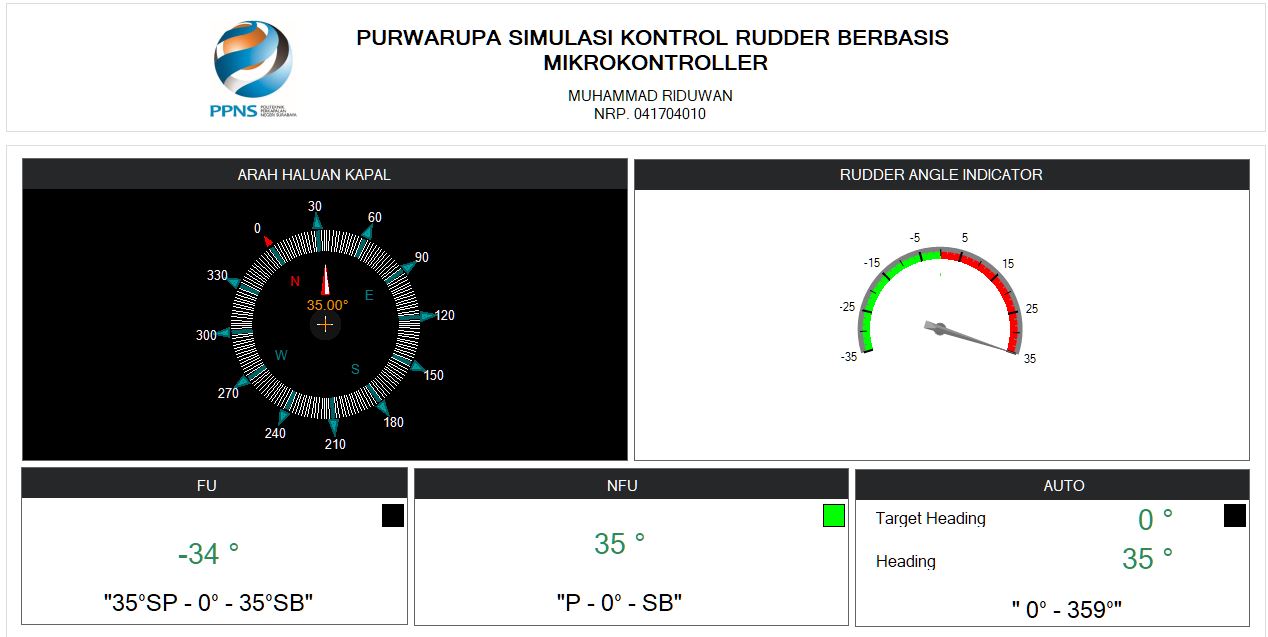 PURWARUPA SIMULASI KONTROL RUDDER BERBASIS
MIKROKONTROLLER
MUHAMMAD RIDUWAN
NRP. 041704010
PPNS
POLITEKNIK
PERKAPALAN
NEGERI SURABAYA
ARAH HALUAN KAPAL
0
30
60
90
120
150
180
210
240
270
300
330
N
E
S
W
35.00°
RUDDER ANGLE INDICATOR
-35
-25
-15
-5
5
15
25
35
FU
-34 °
"35°SP - 0° - 35°SB"
NFU
35 °
"P - 0° - SB"
AUTO
Target Heading 0 °
Heading 35 °
" 0° - 359°"